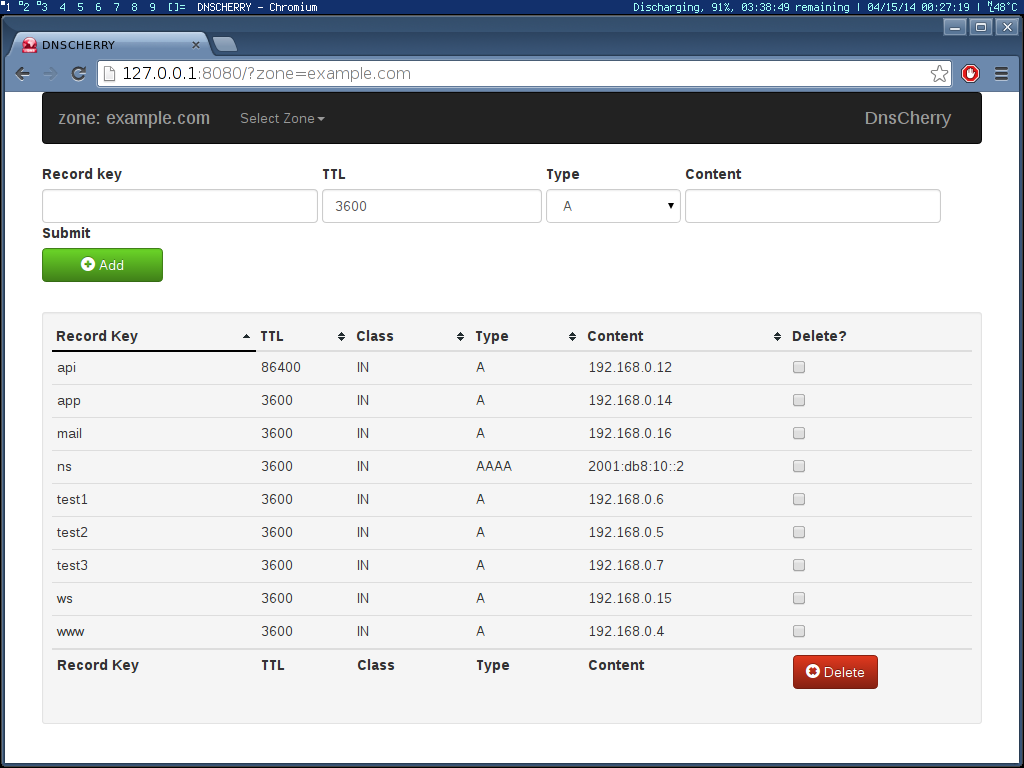 1 2 3 4 5 6 7 8 9 []= DNSCHERRY - Chromium Discharging, 91%, 03:38:49 remaining | 04/15/14 00:27:19 | 48°C
DNSCHERRY
127.0.0.1:8080/?zone=example.com
zone: example.com Select Zone DnsCherry
Record key TTL Type Content
3600 A
Submit
Add
Record Key TTL Class Type Content Delete?
api 86400 IN A 192.168.0.12
app 3600 IN A 192.168.0.14
mail 3600 IN A 192.168.0.16
ns 3600 IN AAAA 2001:db8:10::2
test1 3600 IN A 192.168.0.6
test2 3600 IN A 192.168.0.5
test3 3600 IN A 192.168.0.7
ws 3600 IN A 192.168.0.15
www 3600 IN A 192.168.0.4
Record Key TTL Class Type Content Delete